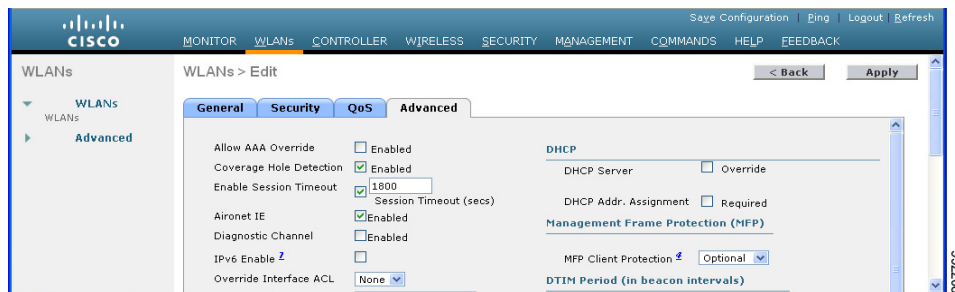 Save Configuration | Ping | Logout | Refresh
CISCO
MONITOR WLANs CONTROLLER WIRELESS SECURITY MANAGEMENT COMMANDS HELP FEEDBACK
WLANs
WLANs
WLANs
Advanced
WLANs > Edit
< Back
Apply
General Security QoS Advanced
Allow AAA Override Enabled
Coverage Hole Detection Enabled
Enable Session Timeout 1800
Session Timeout (secs)
Aironet IE Enabled
Diagnostic Channel Enabled
IPv6 Enable 7
Override Interface ACL None
DHCP
DHCP Server Override
DHCP Addr. Assignment Required
Management Frame Protection (MFP)
MFP Client Protection 4 Optional
DTIM Period (in beacon intervals)